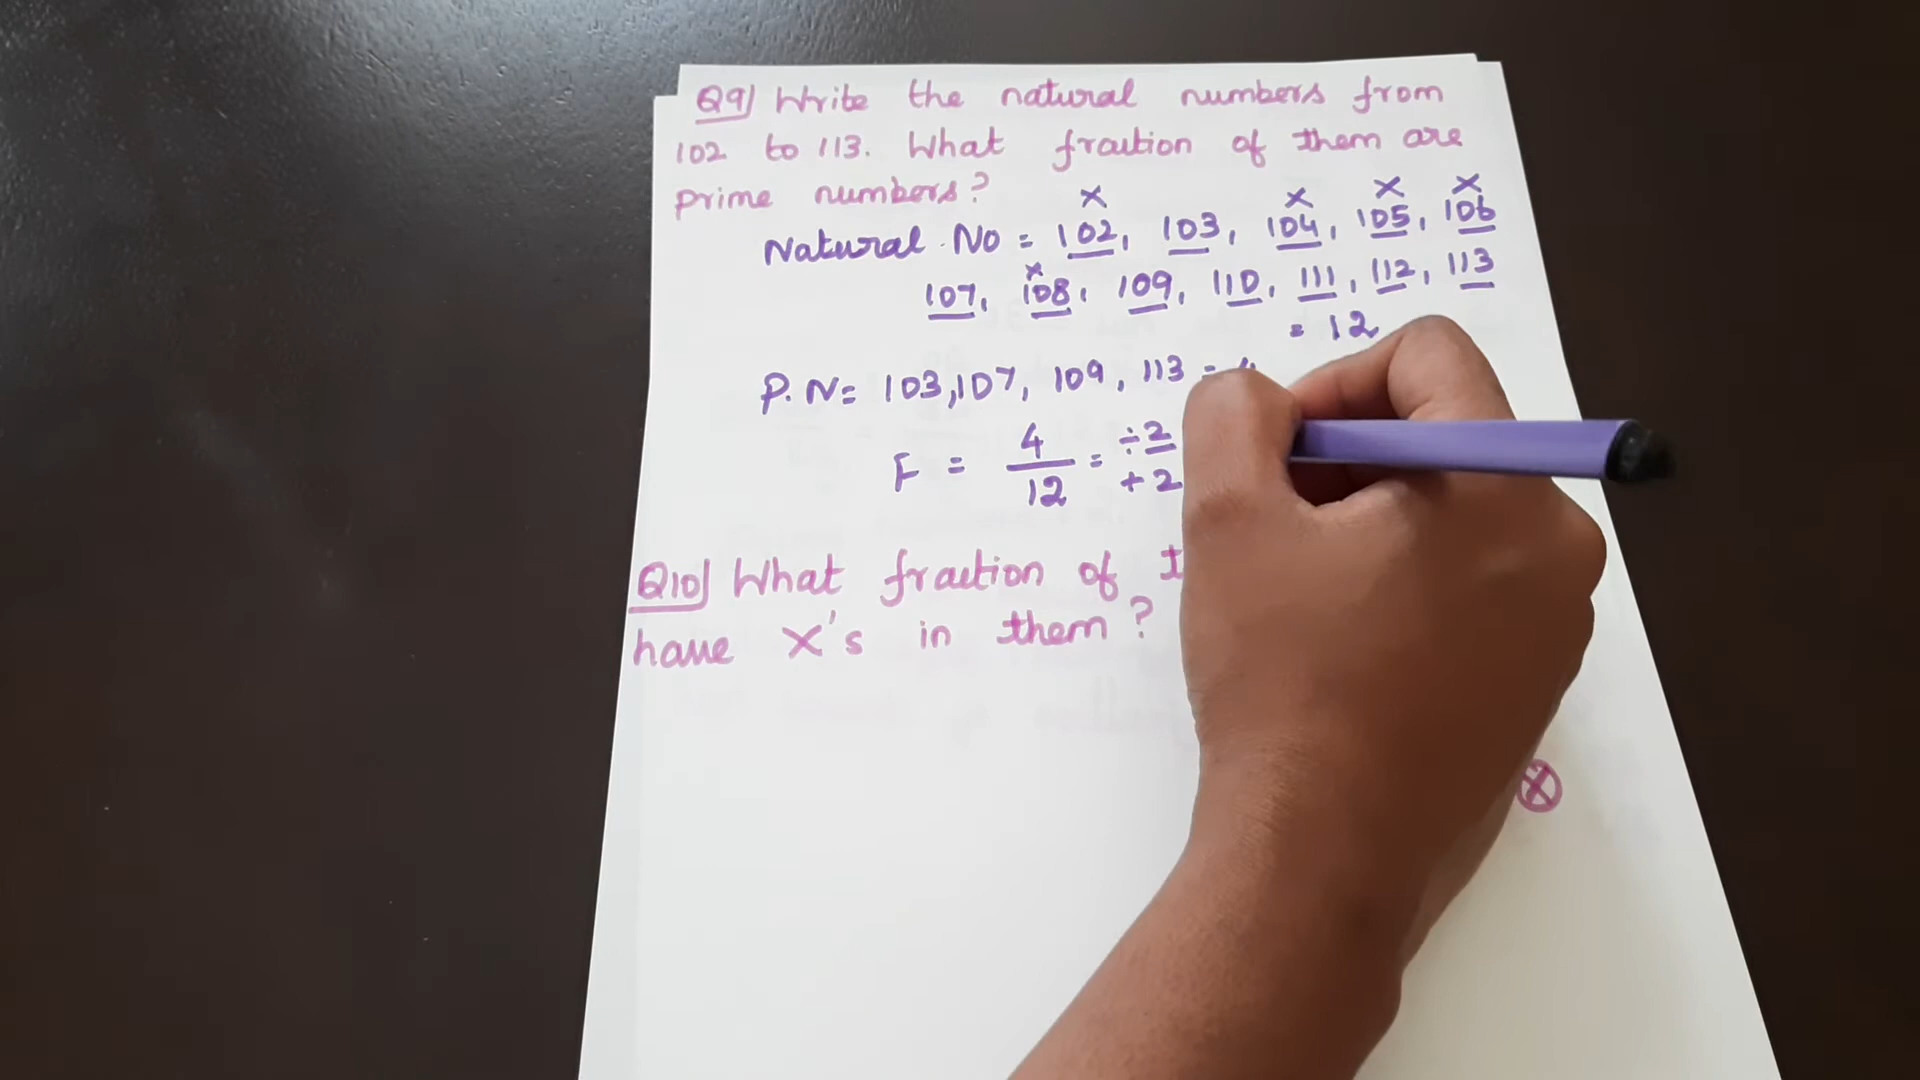 Q9) Write the natural numbers from
102 to 113. What fraction of them are
prime numbers?
x x x x
Natural No = 102, 103, 104, 105, 106
x
107, 108, 109, 110, 111, 112, 113
= 12
P.N = 103, 107, 109, 113 =
F = 4/12 = ÷2/÷2
Q10) What fraction of
have X's in them?
X